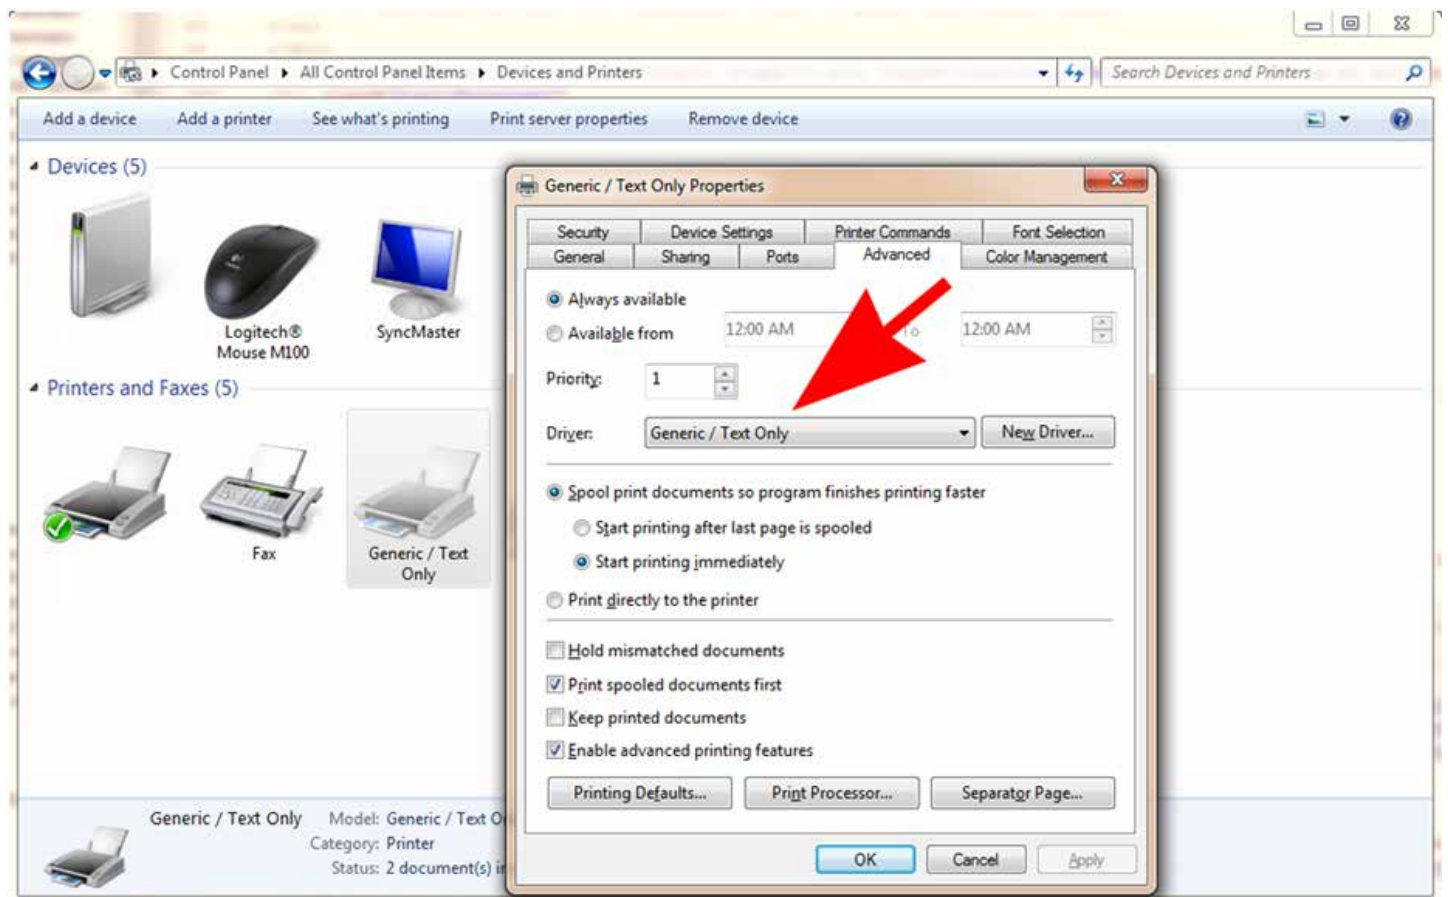 Control Panel ▸ All Control Panel Items ▸ Devices and Printers
Search Devices and Printers
Add a device Add a printer See what's printing Print server properties Remove device
Devices (5)
Logitech®
Mouse M100
SyncMaster
Printers and Faxes (5)
Fax
Generic / Text
Only
Generic / Text Only Properties
Security Device Settings Printer Commands Font Selection
General Sharing Ports Advanced Color Management
Always available
Available from 12:00 AM To 12:00 AM
Priority: 1
Driver: Generic / Text Only New Driver...
Spool print documents so program finishes printing faster
Start printing after last page is spooled
Start printing immediately
Print directly to the printer
Hold mismatched documents
Print spooled documents first
Keep printed documents
Enable advanced printing features
Printing Defaults... Print Processor... Separator Page...
OK Cancel Apply
Generic / Text Only Model: Generic / Text O
Category: Printer
Status: 2 document(s) i